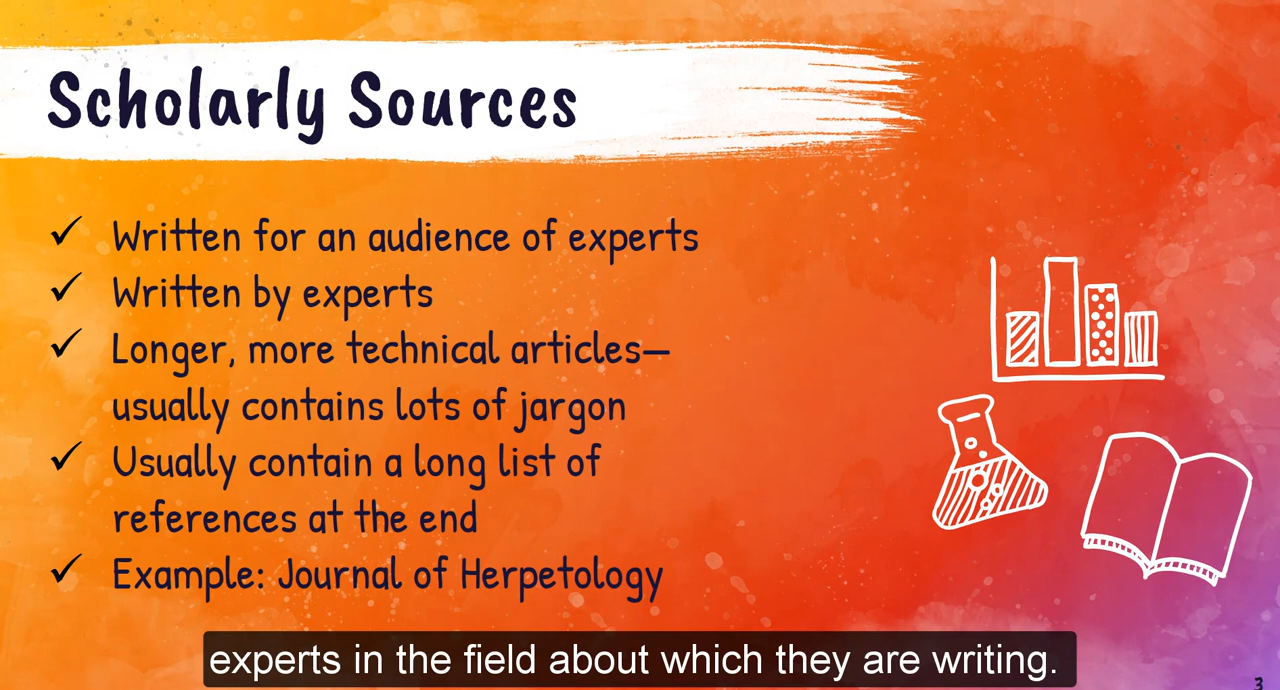 Scholarly Sources
✓ Written for an audience of experts
✓ Written by experts
✓ Longer, more technical articles—
usually contains lots of jargon
✓ Usually contain a long list of
references at the end
✓ Example: Journal of Herpetology
experts in the field about which they are writing.
3